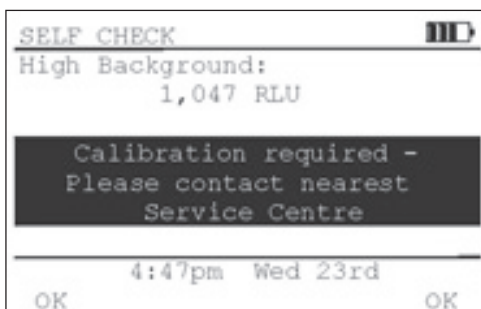 SELF CHECK
High Background:
1,047 RLU
Calibration required -
Please contact nearest
Service Centre
4:47pm Wed 23rd
OK OK